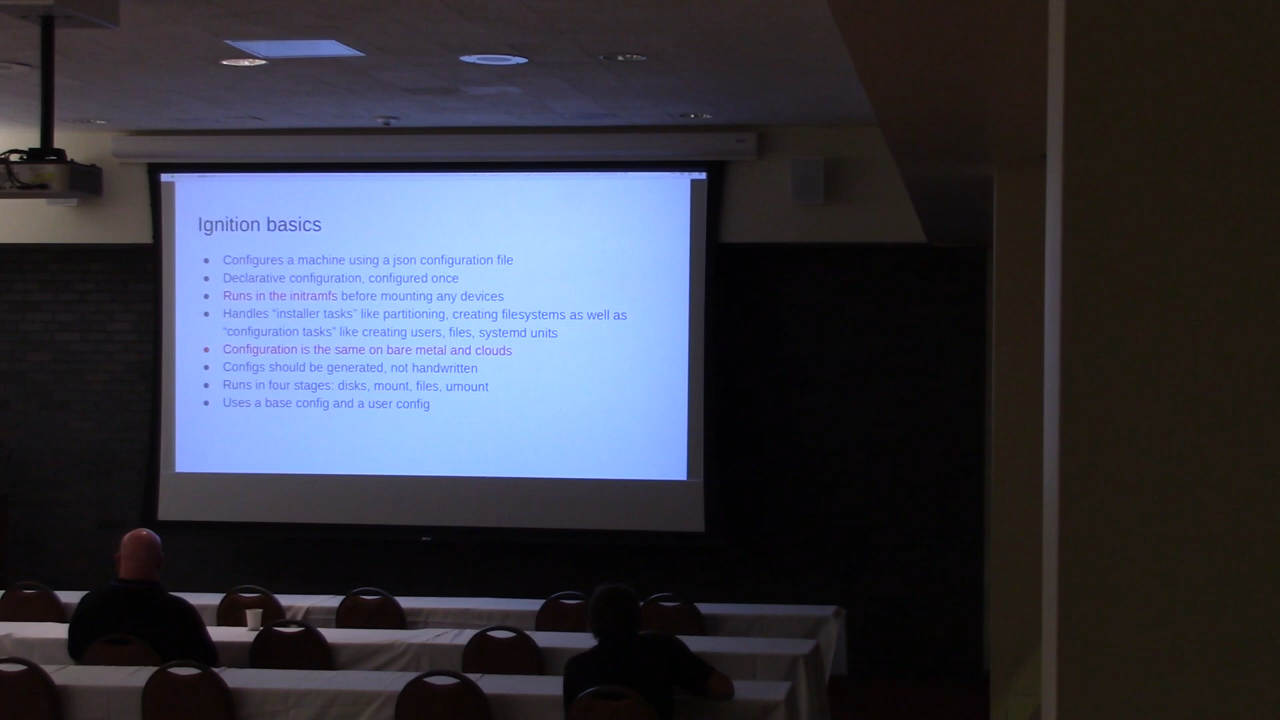 Ignition basics
● Configures a machine using a json configuration file
● Declarative configuration, configured once
● Runs in the initramfs before mounting any devices
● Handles “installer tasks” like partitioning, creating filesystems as well as
“configuration tasks” like creating users, files, systemd units
● Configuration is the same on bare metal and clouds
● Configs should be generated, not handwritten
● Runs in four stages: disks, mount, files, umount
● Uses a base config and a user config